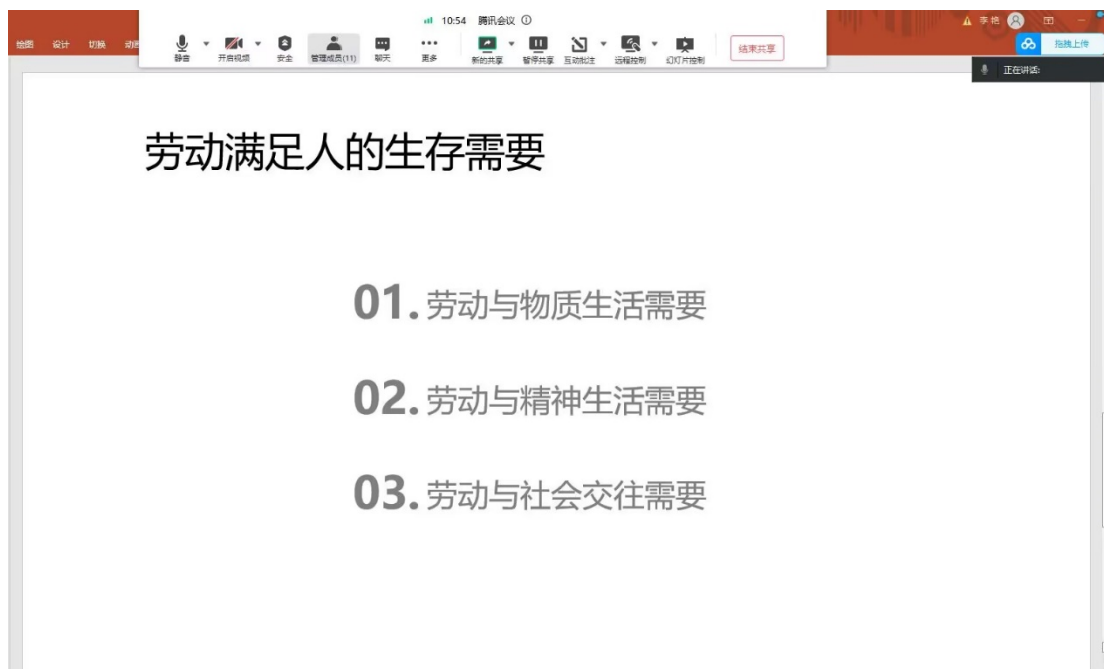 10:54 腾讯会议
李艳
绘图 设计 切换 动画
静音 开启视频 安全 管理成员(11) 聊天 更多 新的共享 暂停共享 互动批注 远程控制 幻灯片控制 结束共享
拖拽上传
正在讲话:
劳动满足人的生存需要
01. 劳动与物质生活需要
02. 劳动与精神生活需要
03. 劳动与社会交往需要